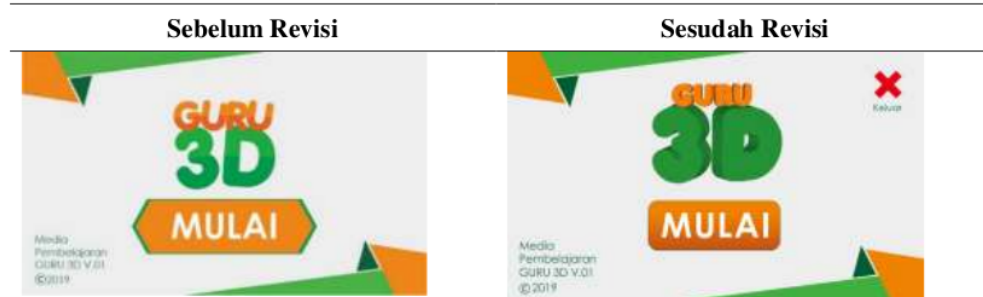 Sebelum Revisi
Sesudah Revisi
GURU
3D
MULAI
Media
Pembelajaran
GURU 3D V.01
©2019
GURU
3D
Keluar
MULAI
Media
Pembelajaran
GURU 3D V.01
© 2019